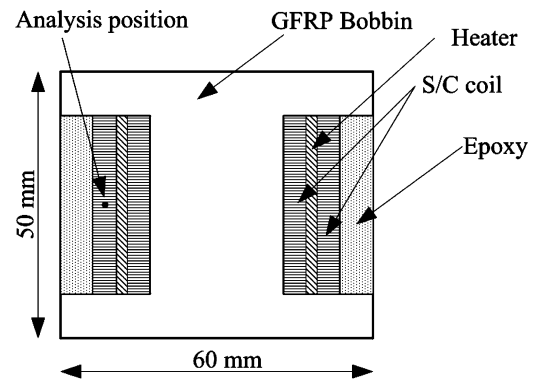 Analysis position
GFRP Bobbin
Heater
S/C coil
Epoxy
50 mm
60 mm